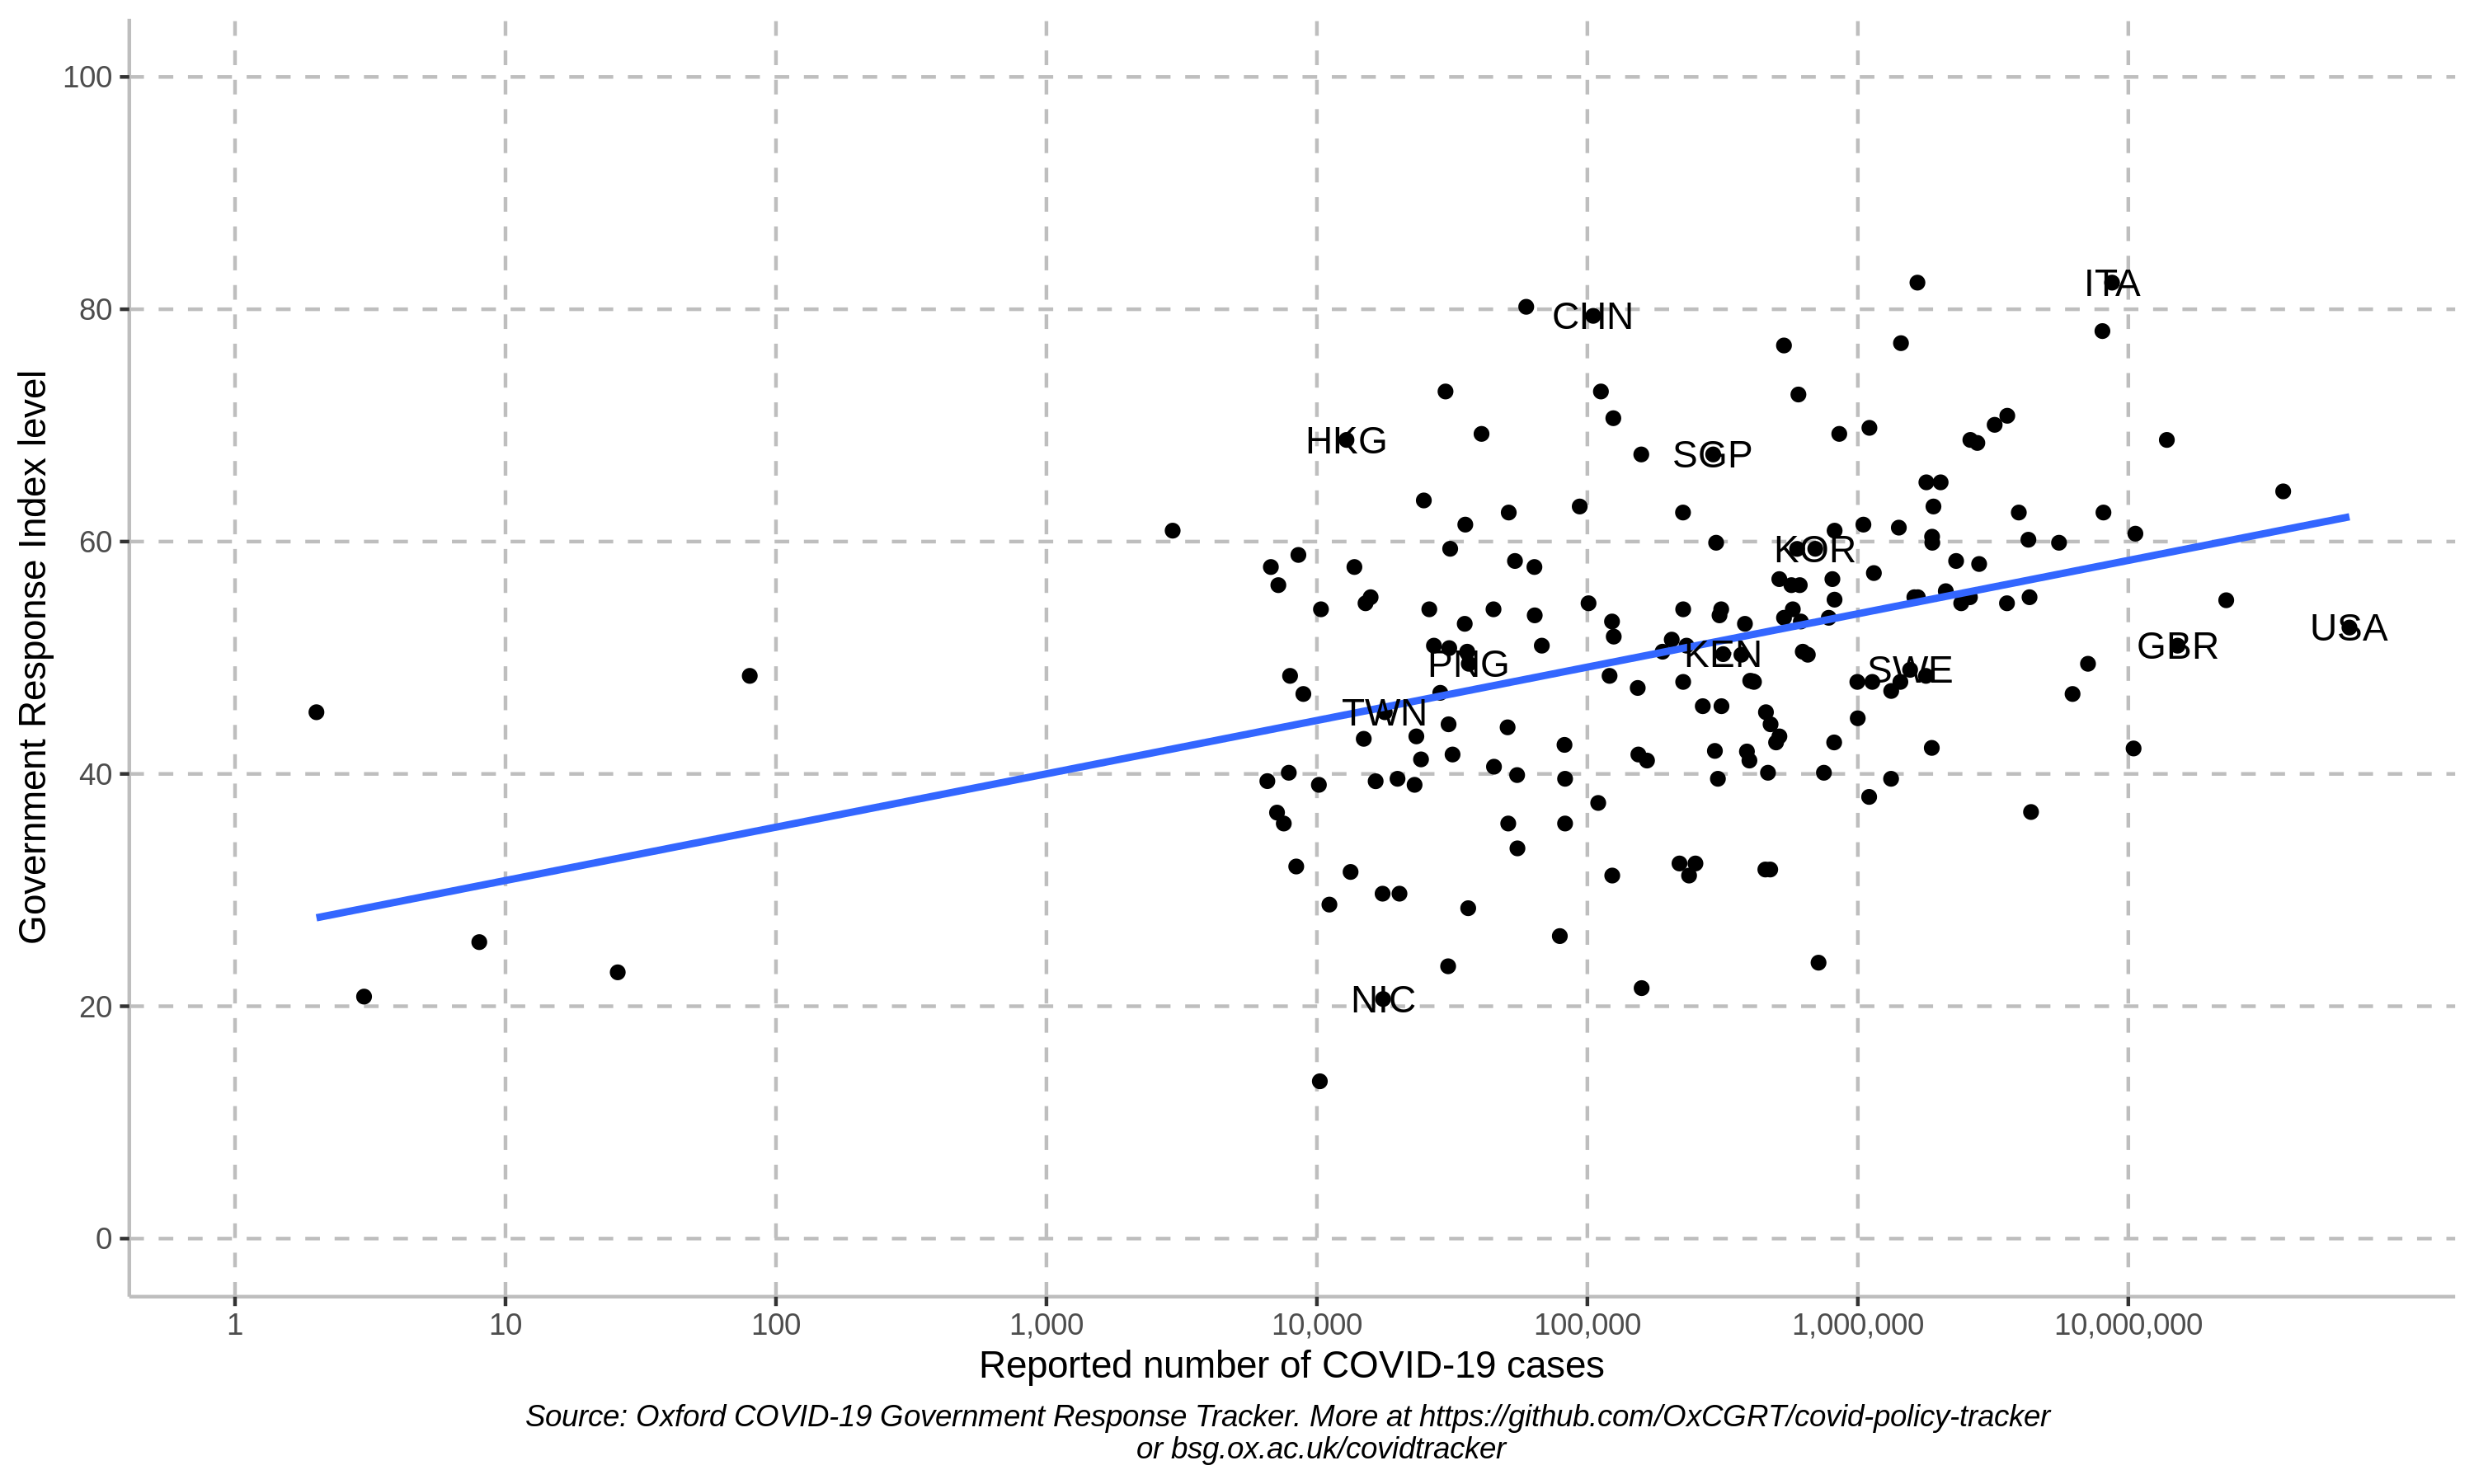 Government Response Index level
100
80
60
40
20
0
ITA
CHN
HKG
SGP
KOR
USA
GBR
KEN
PNG
SWE
TWN
NIC
1 10 100 1,000 10,000 100,000 1,000,000 10,000,000
Reported number of COVID-19 cases
Source: Oxford COVID-19 Government Response Tracker. More at https://github.com/OxCGRT/covid-policy-tracker
or bsg.ox.ac.uk/covidtracker